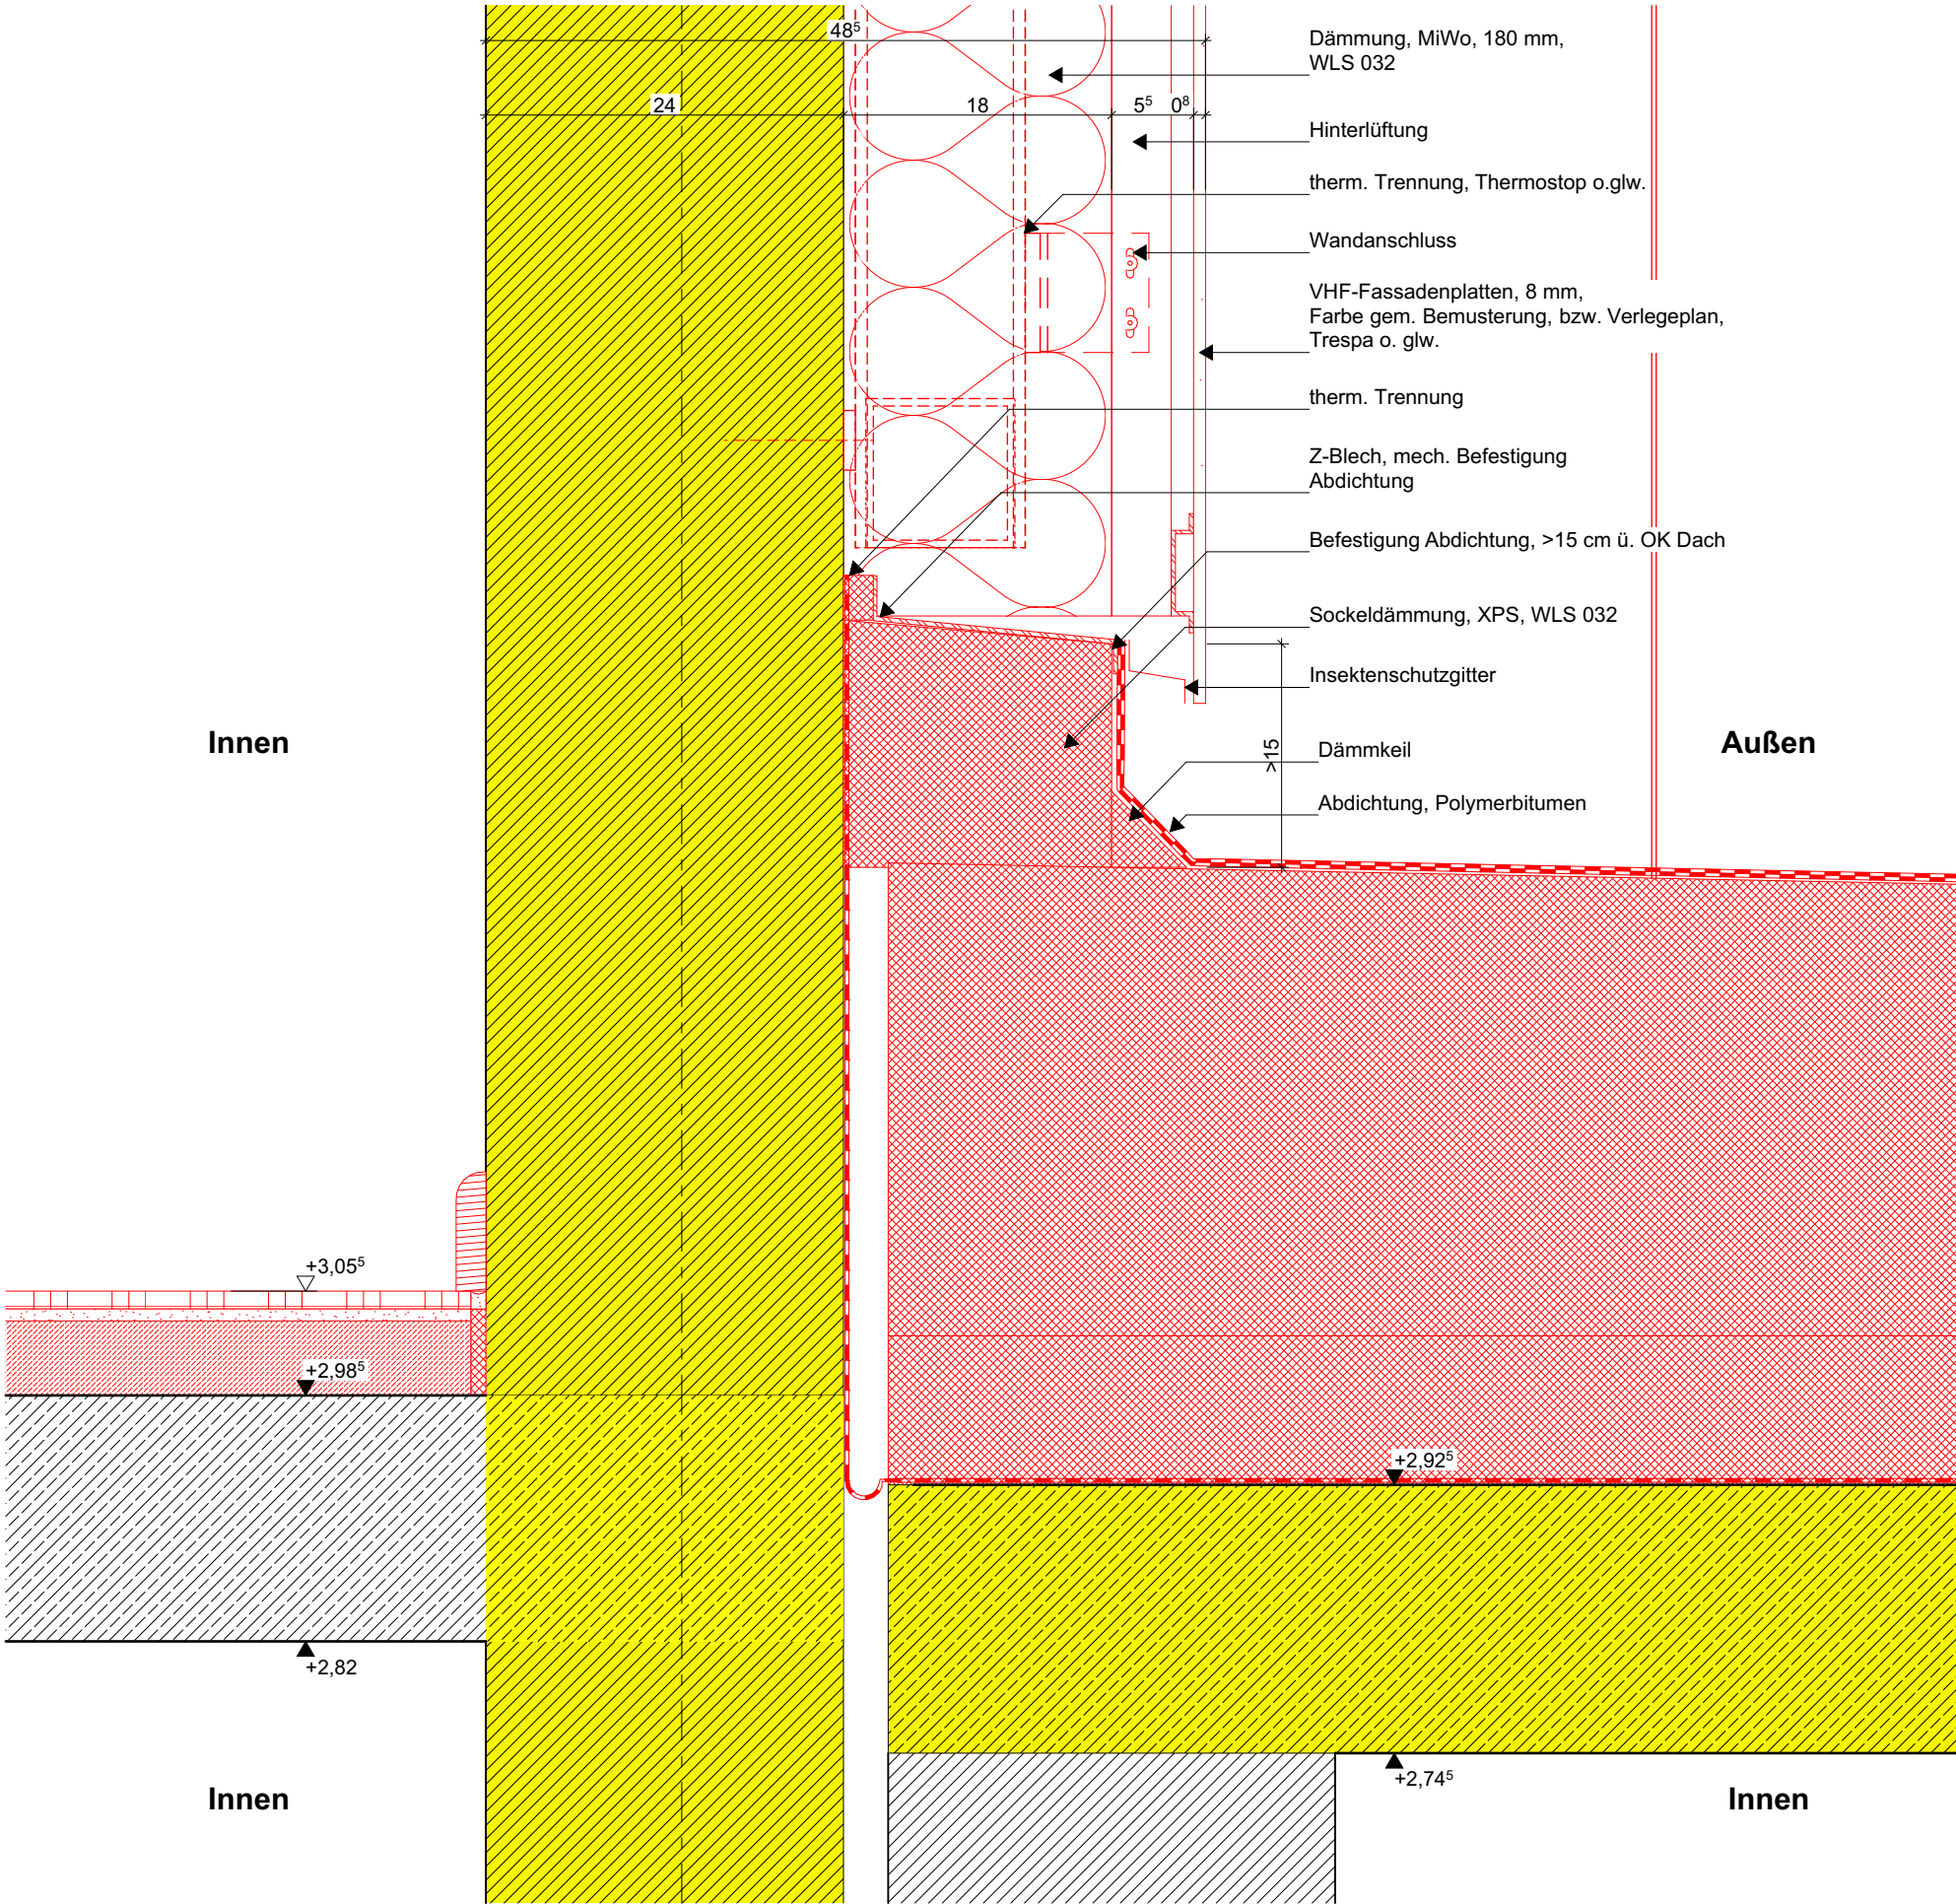 48⁵
24
18
5⁵
0⁸
Dämmung, MiWo, 180 mm,
WLS 032
Hinterlüftung
therm. Trennung, Thermostop o.glw.
Wandanschluss
VHF-Fassadenplatten, 8 mm,
Farbe gem. Bemusterung, bzw. Verlegeplan,
Trespa o. glw.
therm. Trennung
Z-Blech, mech. Befestigung
Abdichtung
Befestigung Abdichtung, >15 cm ü. OK Dach
Sockeldämmung, XPS, WLS 032
Insektenschutzgitter
Innen
>15
Außen
Dämmkeil
Abdichtung, Polymerbitumen
+3,05⁵
+2,98⁵
+2,92⁵
+2,82
+2,74⁵
Innen
Innen